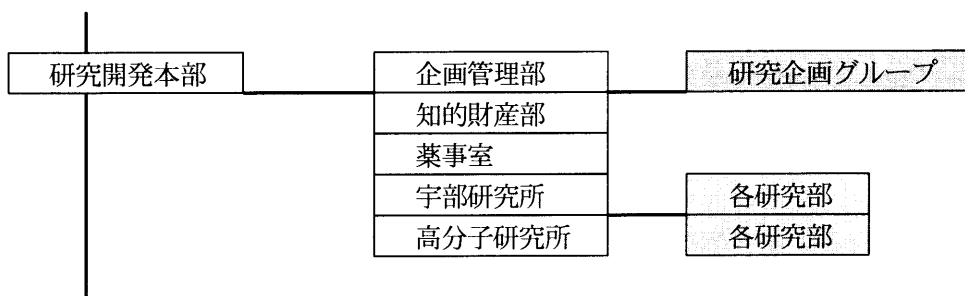 研究開発本部
企画管理部
研究企画グループ
知的財産部
薬事室
宇部研究所
各研究部
高分子研究所
各研究部